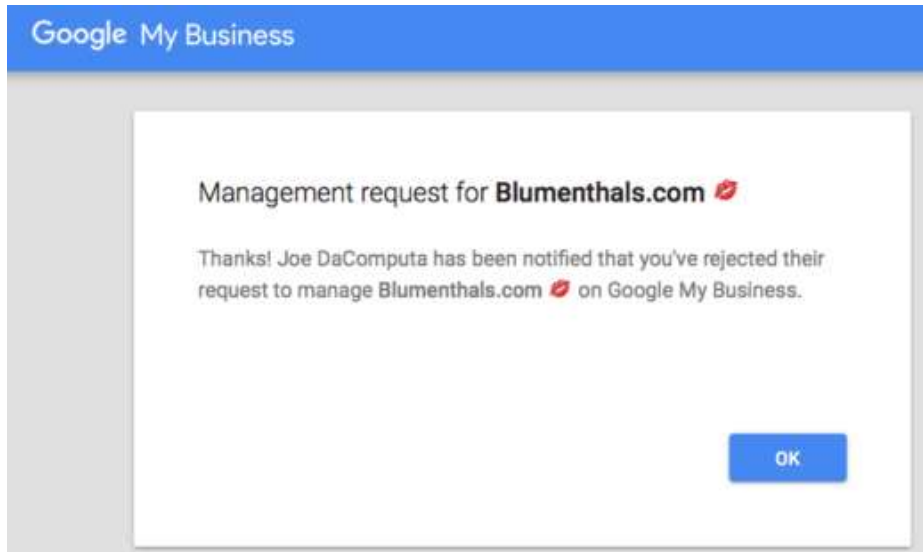 Google My Business
Management request for Blumenthals.com 💋
Thanks! Joe DaComputa has been notified that you've rejected their
request to manage Blumenthals.com 💋 on Google My Business.
OK